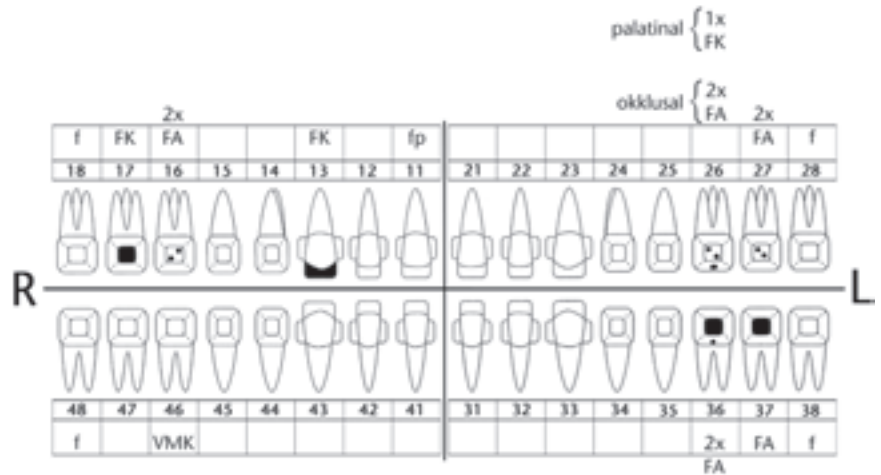 palatinal { 1x
FK
okklusal { 2x
FA
2x
2x
f FK FA FK fp FA f
18 17 16 15 14 13 12 11 21 22 23 24 25 26 27 28
R L
48 47 46 45 44 43 42 41 31 32 33 34 35 36 37 38
f VMK 2x FA f
FA